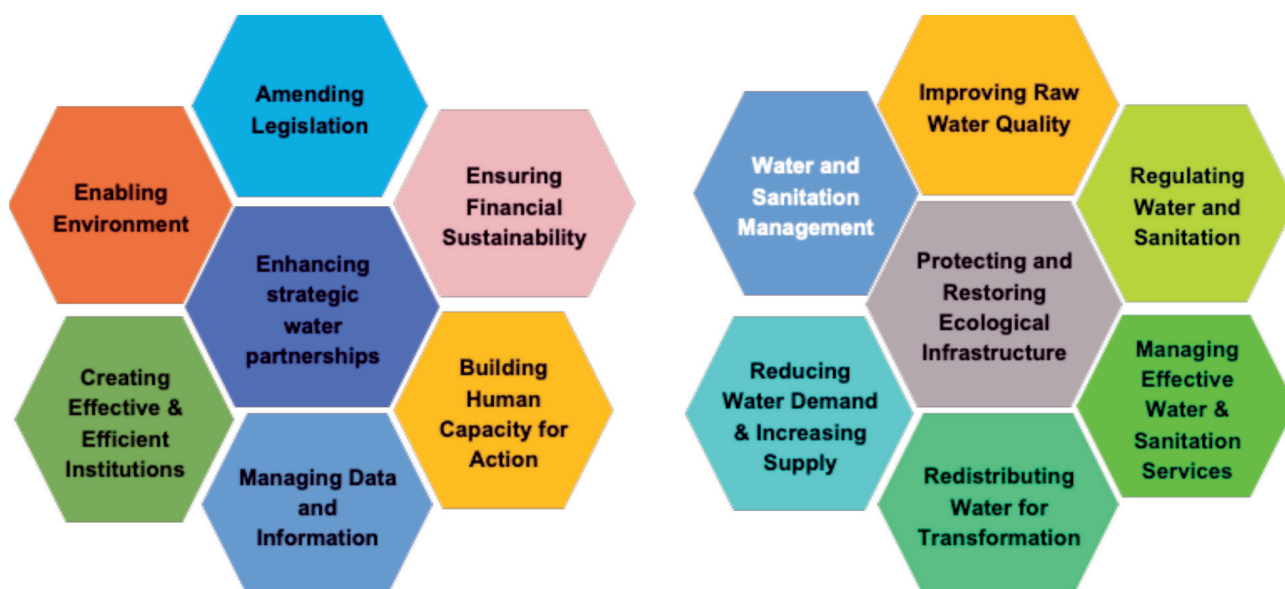 Amending
Legislation
Enabling
Environment
Ensuring
Financial
Sustainability
Enhancing
strategic
water
partnerships
Creating
Effective &
Efficient
Institutions
Building
Human
Capacity for
Action
Managing Data
and
Information
Improving Raw
Water Quality
Water and
Sanitation
Management
Regulating
Water and
Sanitation
Protecting and
Restoring
Ecological
Infrastructure
Reducing
Water Demand
& Increasing
Supply
Managing
Effective
Water &
Sanitation
Services
Redistributing
Water for
Transformation